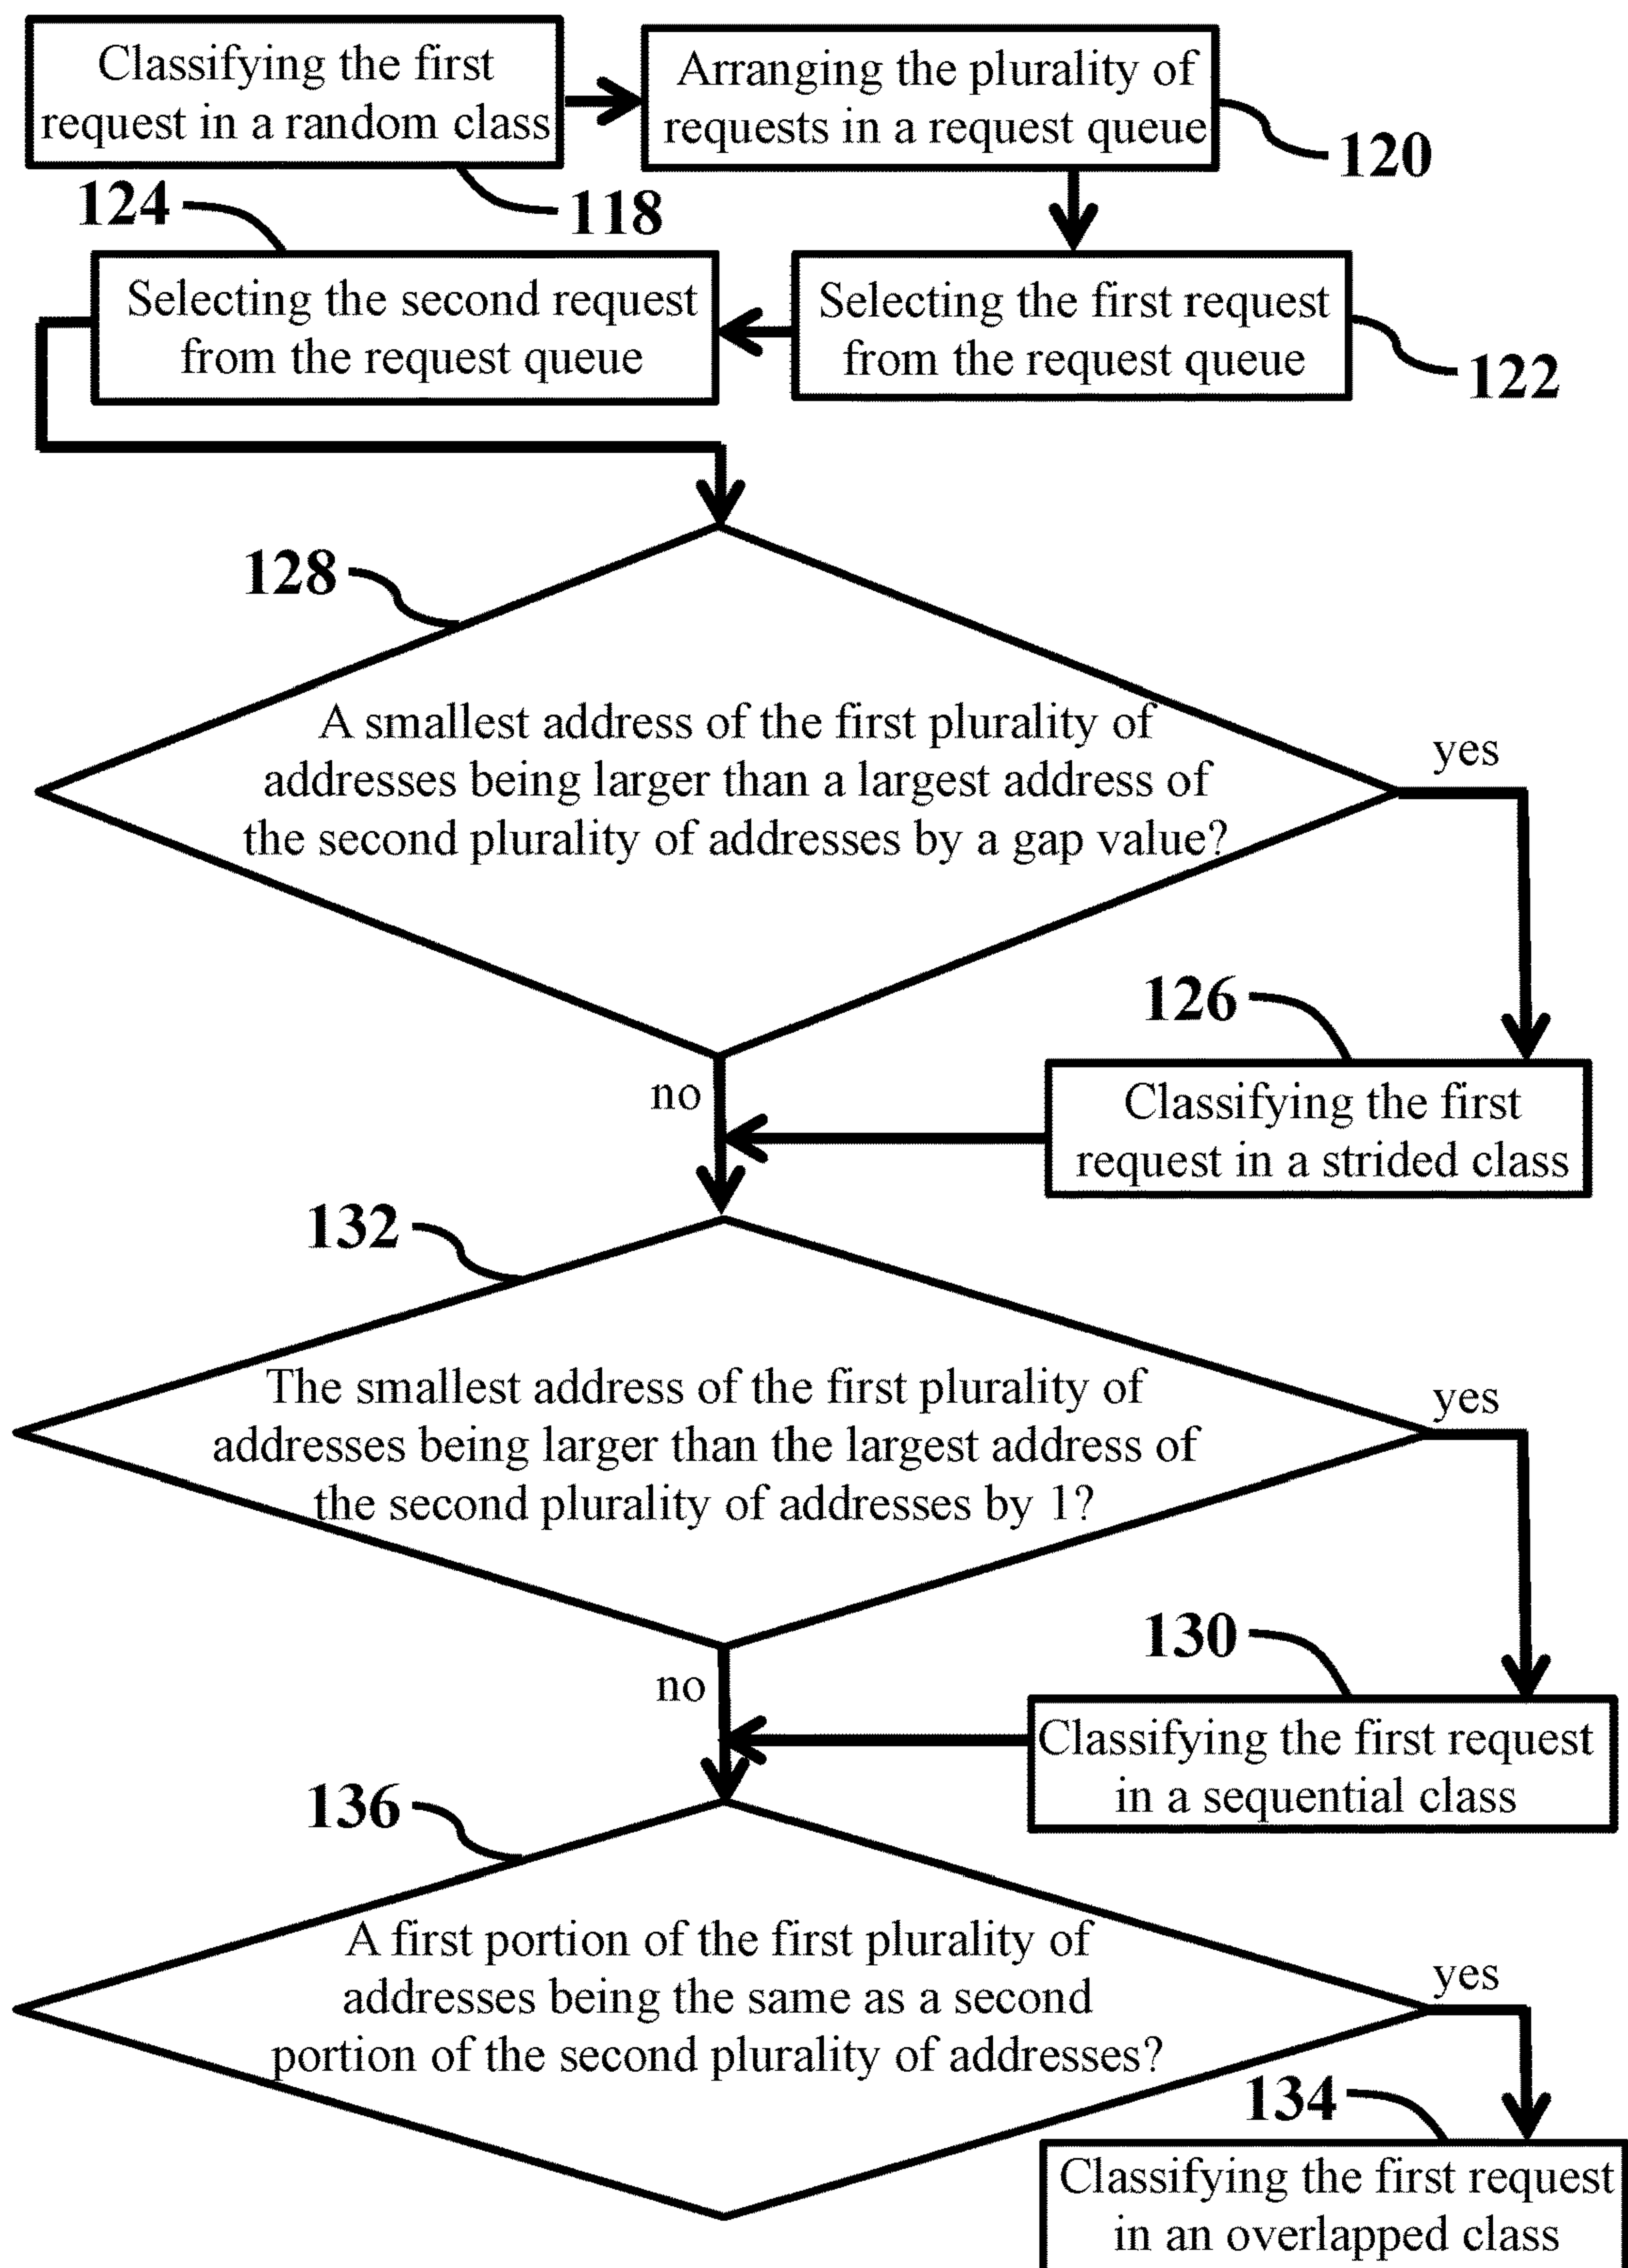 Classifying the first
request in a random class
118
Arranging the plurality of
requests in a request queue
120
124
Selecting the second request
from the request queue
Selecting the first request
from the request queue
122
128
A smallest address of the first plurality of
addresses being larger than a largest address of
the second plurality of addresses by a gap value?
yes
126
no
Classifying the first
request in a strided class
132
The smallest address of the first plurality of
addresses being larger than the largest address of
the second plurality of addresses by 1?
yes
130
no
Classifying the first request
in a sequential class
136
A first portion of the first plurality of
addresses being the same as a second
portion of the second plurality of addresses?
yes
134
Classifying the first request
in an overlapped class